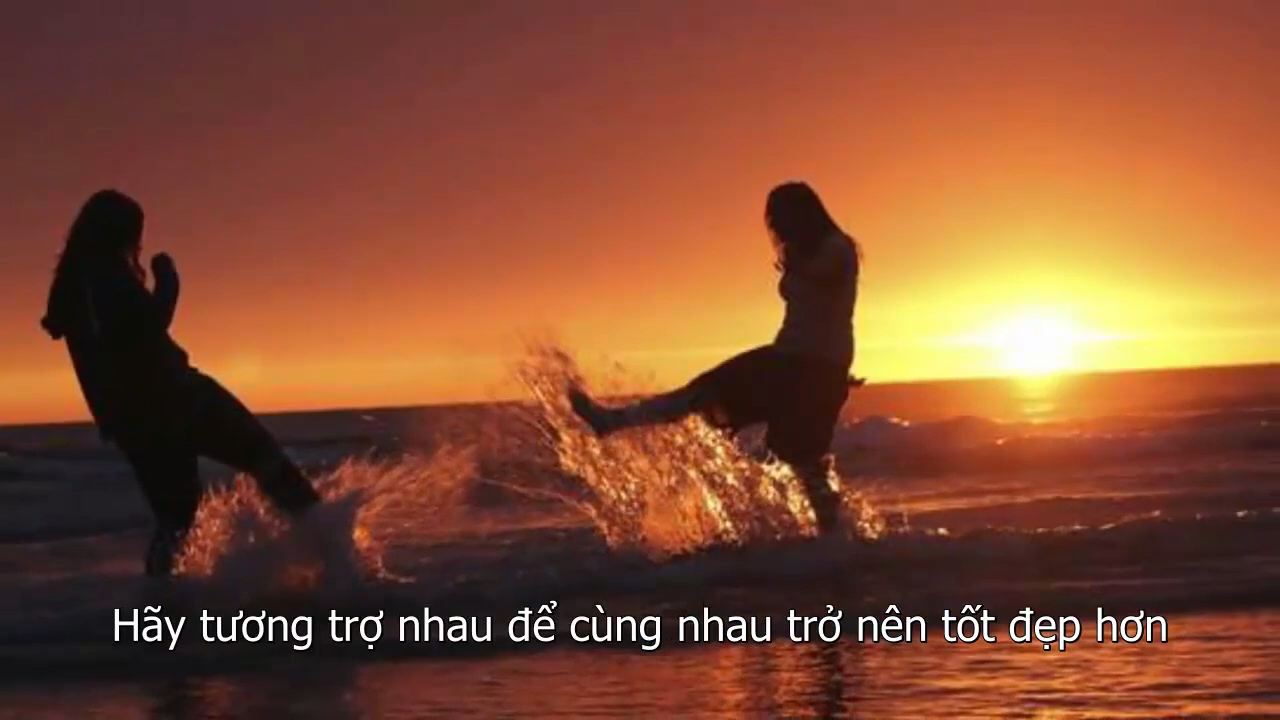 Hãy tương trợ nhau để cùng nhau trở nên tốt đẹp hơn